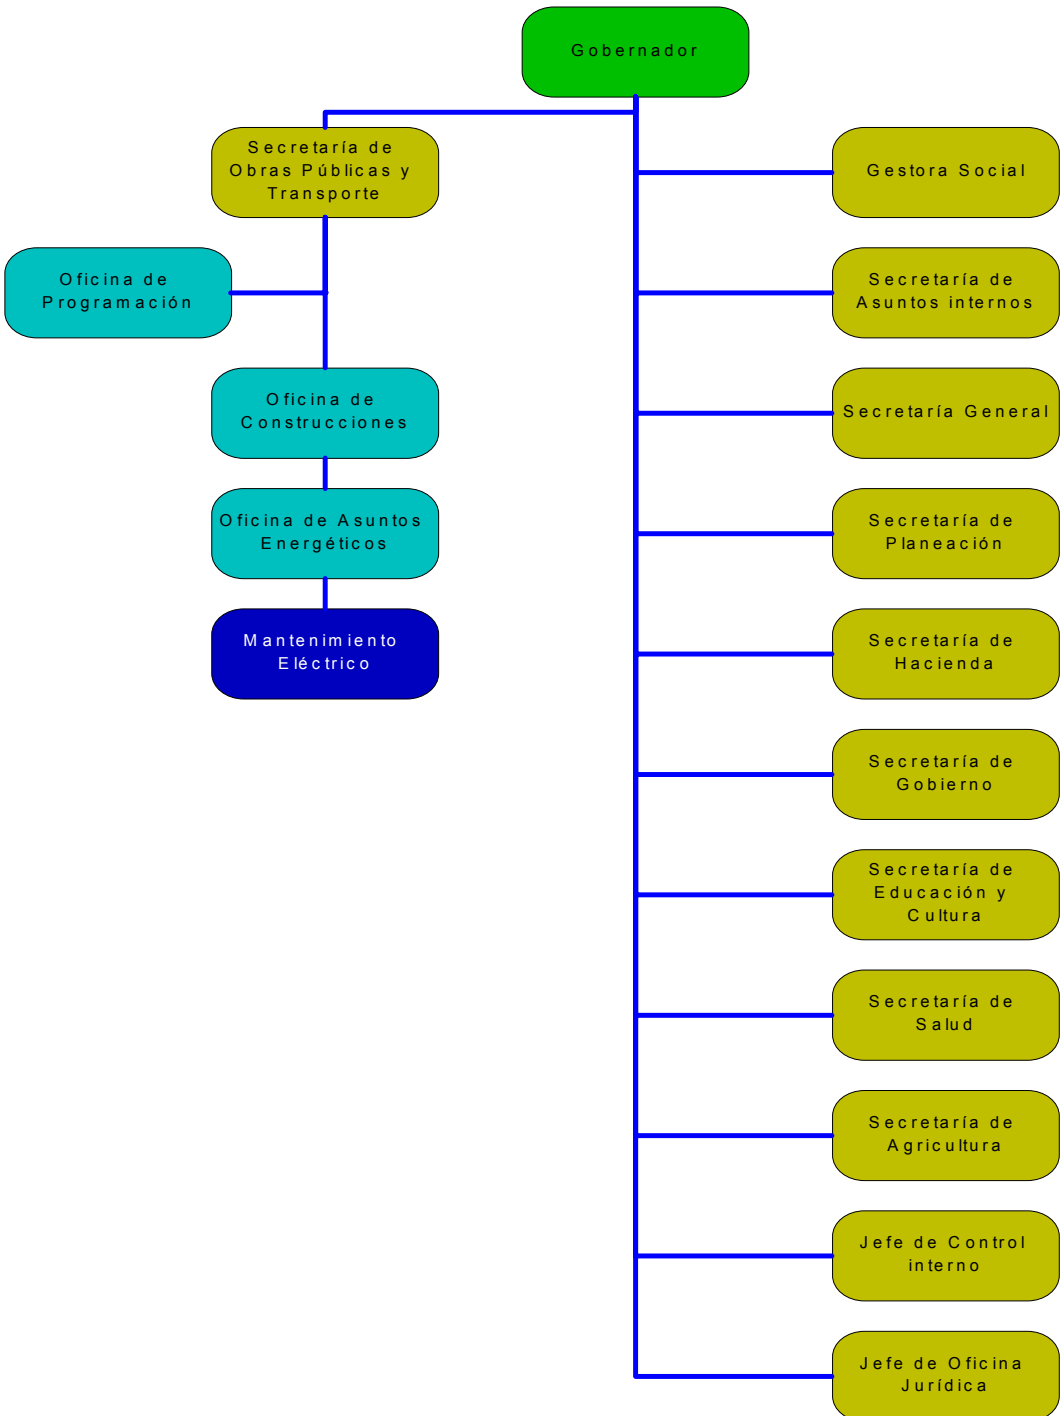 Gobernador
Secretaría de
Obras Públicas y
Transporte
Gestora Social
Oficina de
Programación
Secretaría de
Asuntos internos
Oficina de
Construcciones
Secretaría General
Oficina de Asuntos
Energéticos
Secretaría de
Planeación
Mantenimiento
Eléctrico
Secretaría de
Hacienda
Secretaría de
Gobierno
Secretaría de
Educación y
Cultura
Secretaría de
Salud
Secretaría de
Agricultura
Jefe de Control
interno
Jefe de Oficina
Jurídica